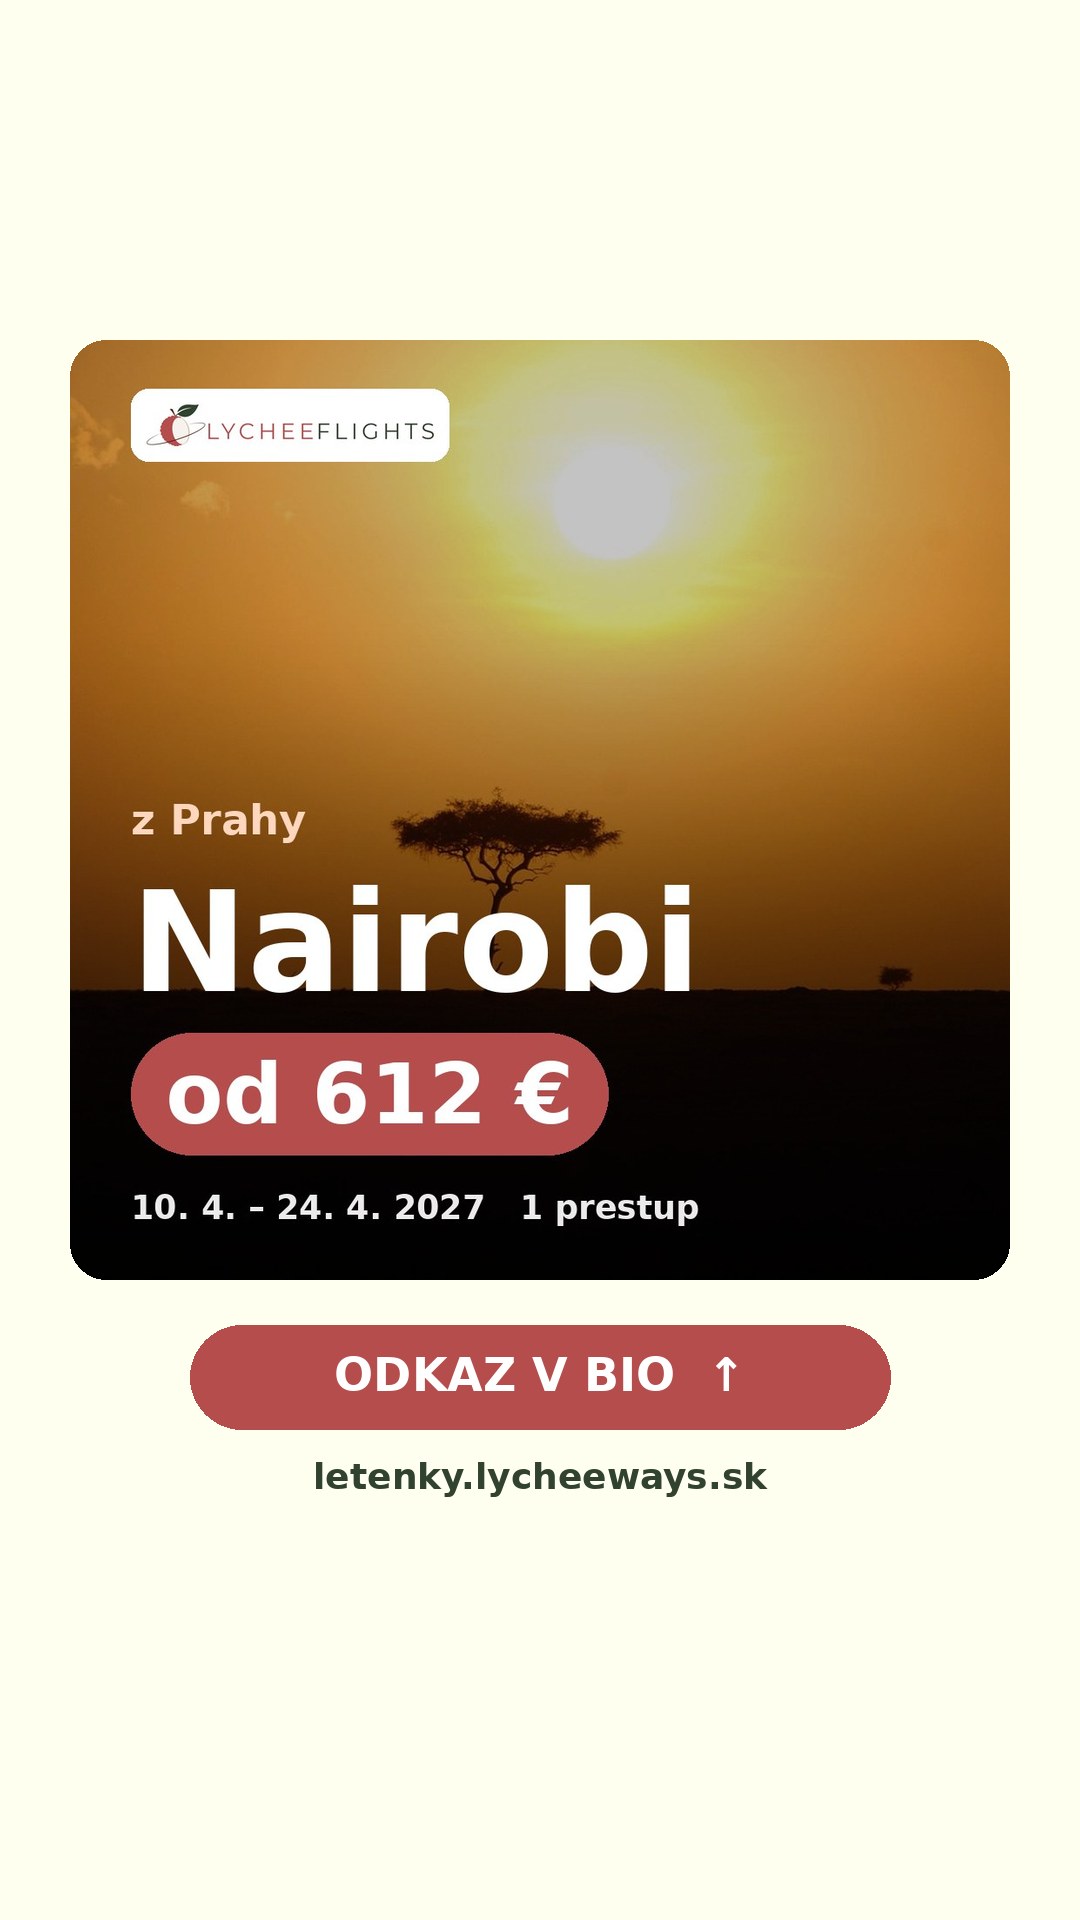 LYCHEEFLIGHTS
z Prahy
Nairobi
od 612 €
10. 4. – 24. 4. 2027 1 prestup
ODKAZ V BIO ↑
letenky.lycheeways.sk